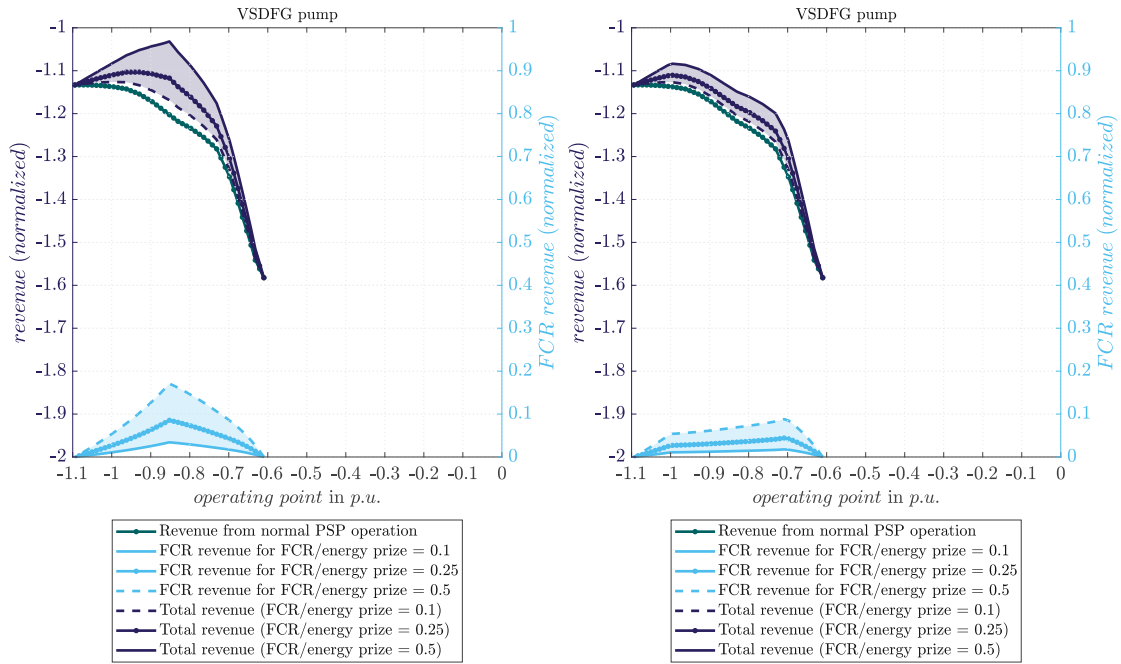 VSDFG pump
-1
-1.1
-1.2
-1.3
-1.4
-1.5
-1.6
-1.7
-1.8
-1.9
-2
revenue (normalized)
1
0.9
0.8
0.7
0.6
0.5
0.4
0.3
0.2
0.1
0
FCR revenue (normalized)
-1.1 -1 -0.9 -0.8 -0.7 -0.6 -0.5 -0.4 -0.3 -0.2 -0.1 0
operating point in p.u.
Revenue from normal PSP operation
FCR revenue for FCR/energy prize = 0.1
FCR revenue for FCR/energy prize = 0.25
FCR revenue for FCR/energy prize = 0.5
Total revenue (FCR/energy prize = 0.1)
Total revenue (FCR/energy prize = 0.25)
Total revenue (FCR/energy prize = 0.5)
VSDFG pump
-1
-1.1
-1.2
-1.3
-1.4
-1.5
-1.6
-1.7
-1.8
-1.9
-2
revenue (normalized)
1
0.9
0.8
0.7
0.6
0.5
0.4
0.3
0.2
0.1
0
FCR revenue (normalized)
-1.1 -1 -0.9 -0.8 -0.7 -0.6 -0.5 -0.4 -0.3 -0.2 -0.1 0
operating point in p.u.
Revenue from normal PSP operation
FCR revenue for FCR/energy prize = 0.1
FCR revenue for FCR/energy prize = 0.25
FCR revenue for FCR/energy prize = 0.5
Total revenue (FCR/energy prize = 0.1)
Total revenue (FCR/energy prize = 0.25)
Total revenue (FCR/energy prize = 0.5)